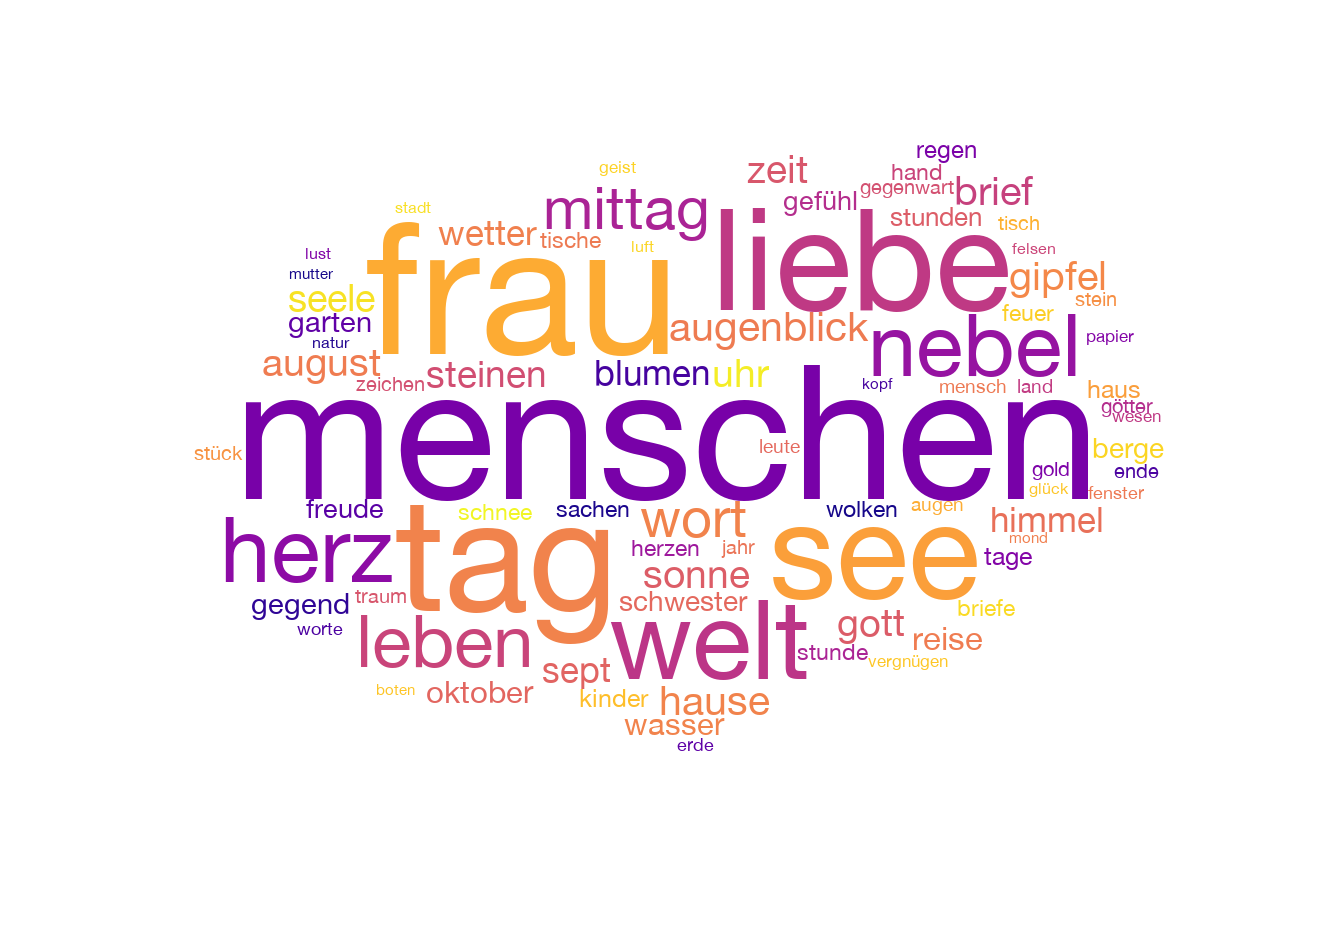 regen
geist
zeit
hand
gegenwart
brief
mittag
gefühl
stadt
stunden
tisch
frau
wetter
tische
luft
liebe
felsen
lust
mutter
gipfel
seele
stein
garten
augenblick
feuer
natur
nebel
papier
august
zeichen
steinen
blumen
uhr
kopf
mensch
land
haus
götter
wesen
menschen
leute
stück
berge
gold
ende
glück
fenster
freude
schnee
sachen
wort
wolken
augen
himmel
herz
tag
herzen
jahr
see
mond
tage
sonne
gegend
traum
schwester
welt
briefe
worte
leben
gott
reise
stunde
vergnügen
sept
boten
oktober
kinder
hause
wasser
erde